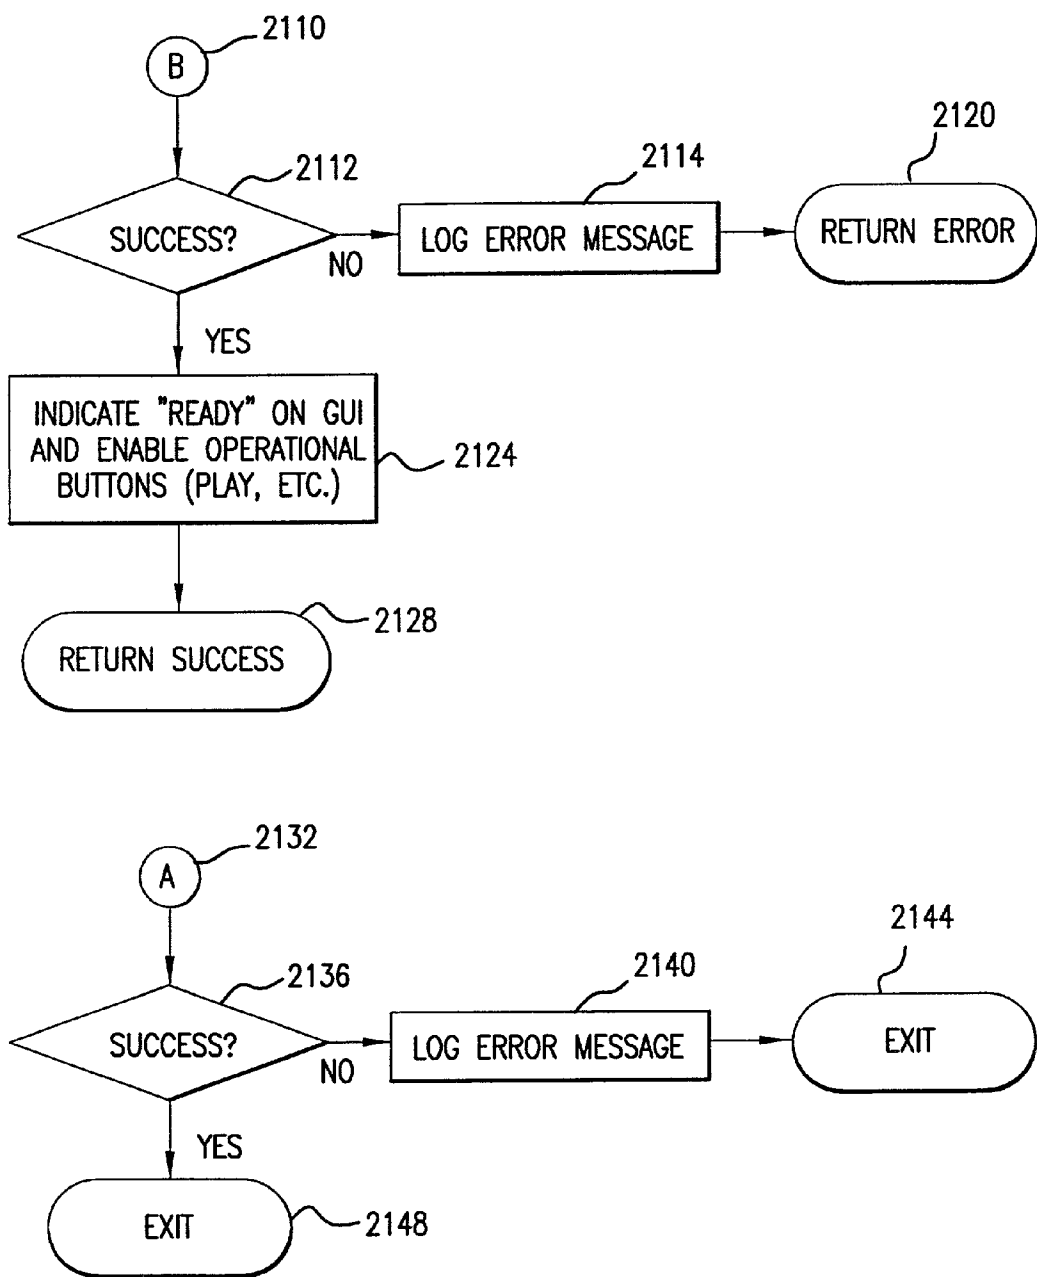 2110
B
2112
SUCCESS?
NO
2114
LOG ERROR MESSAGE
2120
RETURN ERROR
YES
INDICATE "READY" ON GUI
AND ENABLE OPERATIONAL
BUTTONS (PLAY, ETC.)
2124
2128
RETURN SUCCESS
2132
A
2136
SUCCESS?
NO
2140
LOG ERROR MESSAGE
2144
EXIT
YES
EXIT
2148